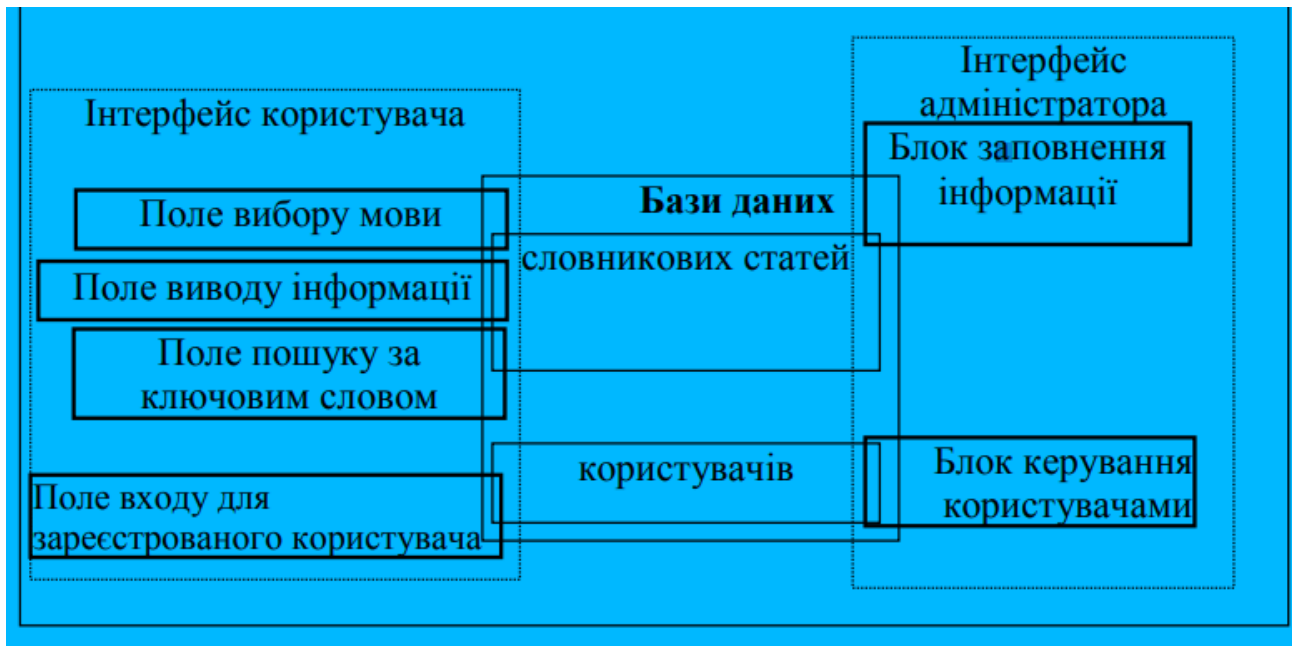 Інтерфейс користувача
Поле вибору мови
Поле виводу інформації
Поле пошуку за
ключовим словом
Поле входу для
зареєстрованого користувача
Бази даних
словникових статей
користувачів
Інтерфейс
адміністратора
Блок заповнення
інформації
Блок керування
користувачами